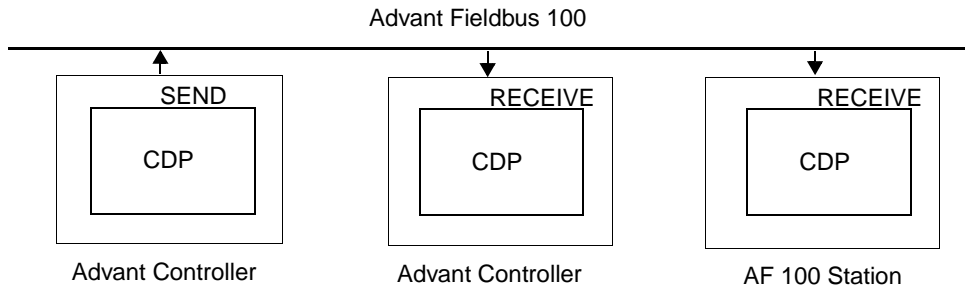 Advant Fieldbus 100
SEND
RECEIVE
RECEIVE
CDP
CDP
CDP
Advant Controller
Advant Controller
AF 100 Station